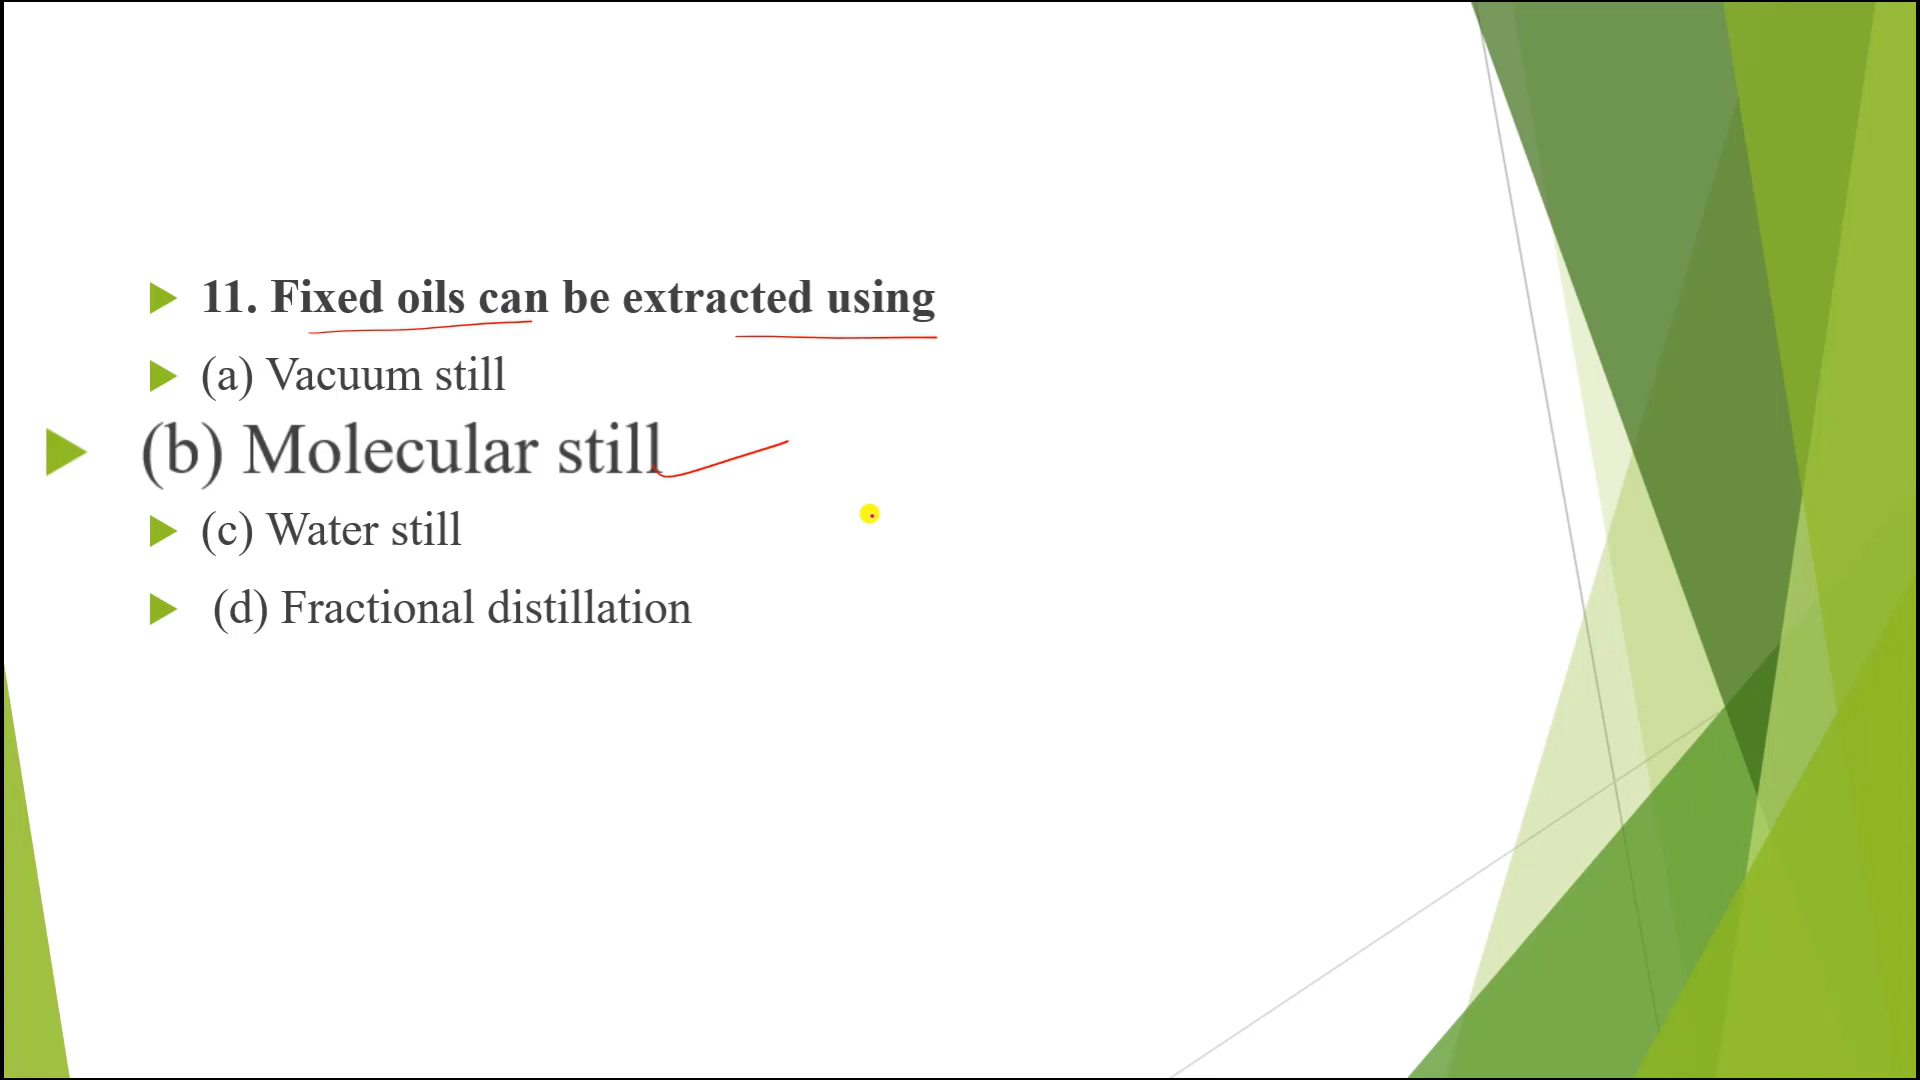 11. Fixed oils can be extracted using
(a) Vacuum still
(b) Molecular still
(c) Water still
(d) Fractional distillation